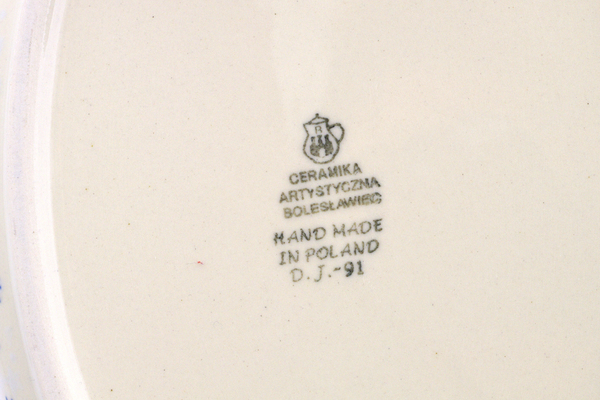 CERAMIKA
ARTYSTYCZNA
BOLESŁAWIEC
HAND MADE
IN POLAND
D.J.-91